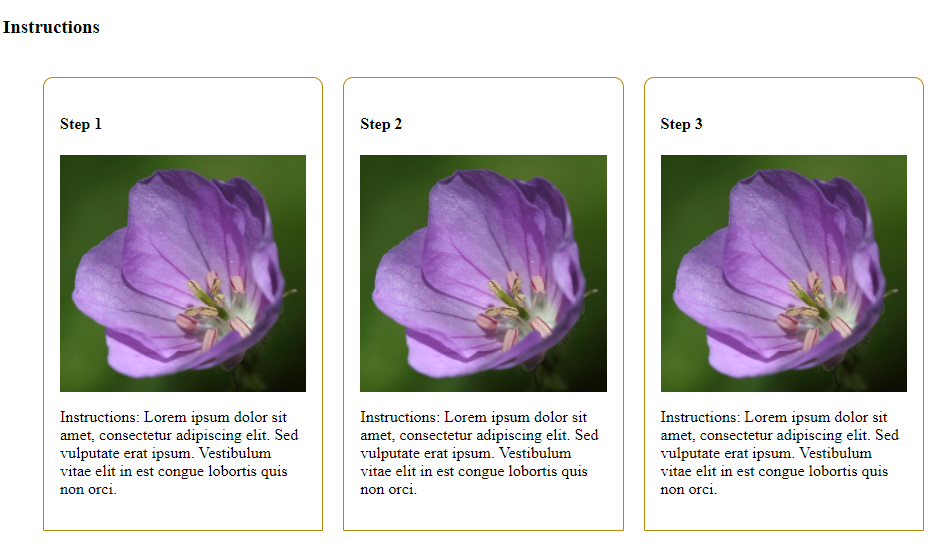 Instructions
Step 1
Instructions: Lorem ipsum dolor sit
amet, consectetur adipiscing elit. Sed
vulputate erat ipsum. Vestibulum
vitae elit in est congue lobortis quis
non orci.
Step 2
Instructions: Lorem ipsum dolor sit
amet, consectetur adipiscing elit. Sed
vulputate erat ipsum. Vestibulum
vitae elit in est congue lobortis quis
non orci.
Step 3
Instructions: Lorem ipsum dolor sit
amet, consectetur adipiscing elit. Sed
vulputate erat ipsum. Vestibulum
vitae elit in est congue lobortis quis
non orci.